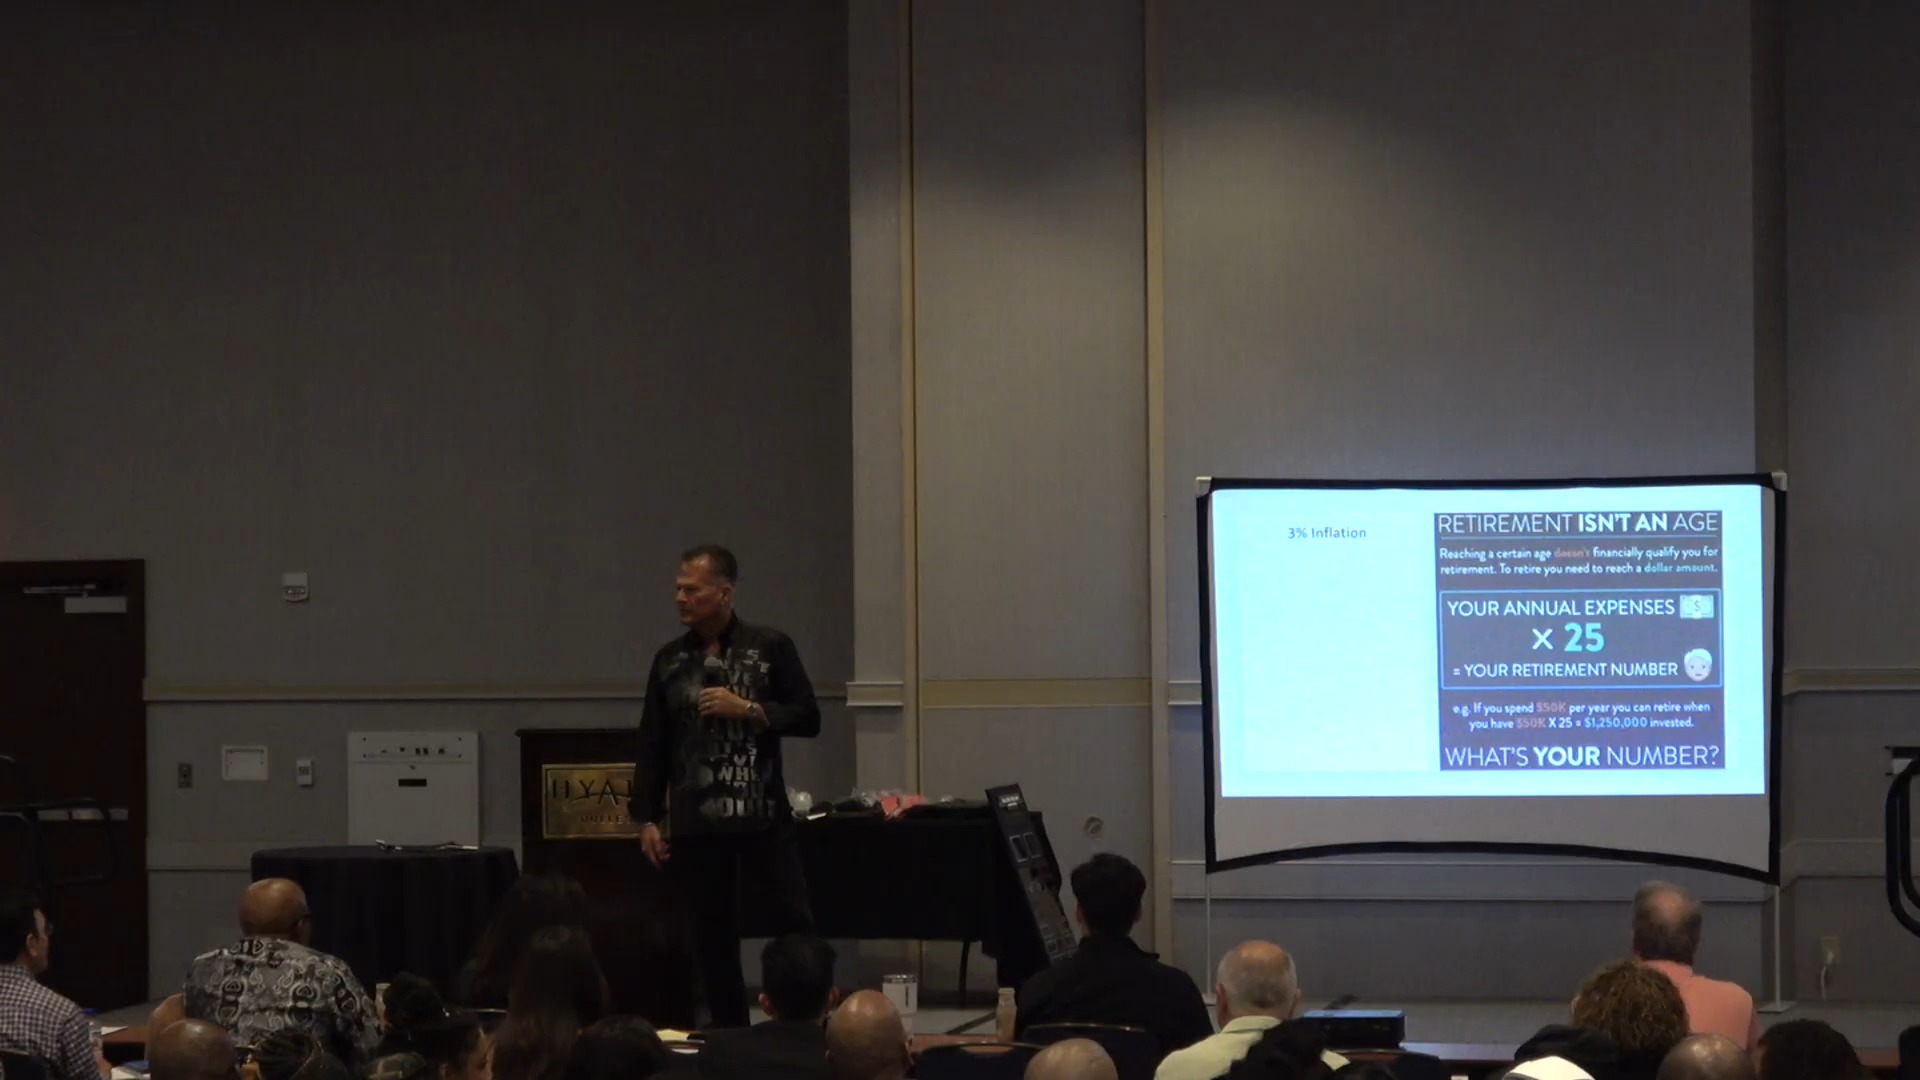 3% Inflation
RETIREMENT ISN'T AN AGE
Reaching a certain age doesn't financially qualify you for
retirement. To retire you need to reach a dollar amount.
YOUR ANNUAL EXPENSES
$
X 25
= YOUR RETIREMENT NUMBER
e.g. If you spend $50K per year you can retire when
you have $50K X 25 = $1,250,000 invested.
WHAT'S YOUR NUMBER?